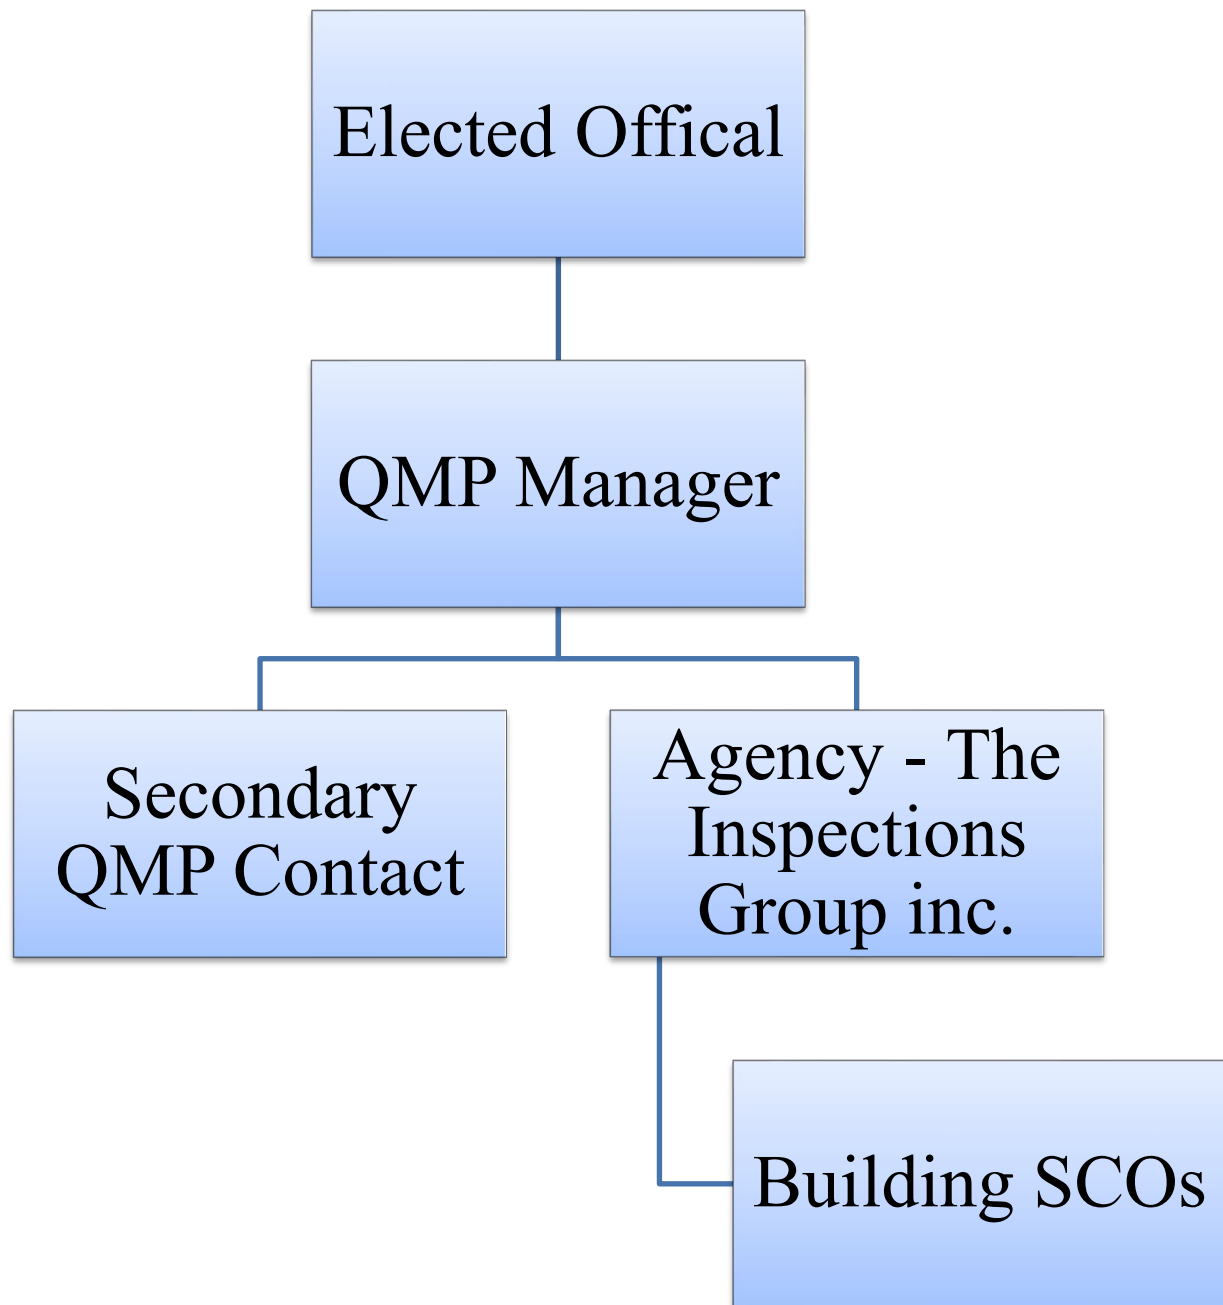 Elected Offical
QMP Manager
Secondary
QMP Contact
Agency - The
Inspections
Group inc.
Building SCOs